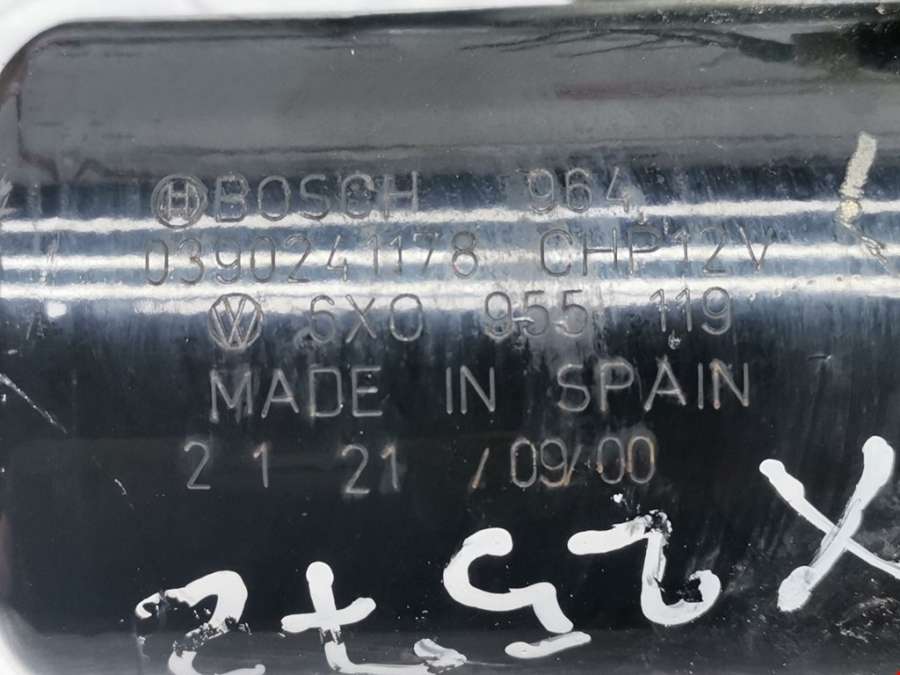 BOSCH 964
0390241178 CHP12V
6X0 955 119
MADE IN SPAIN
2 1 21 /09/00